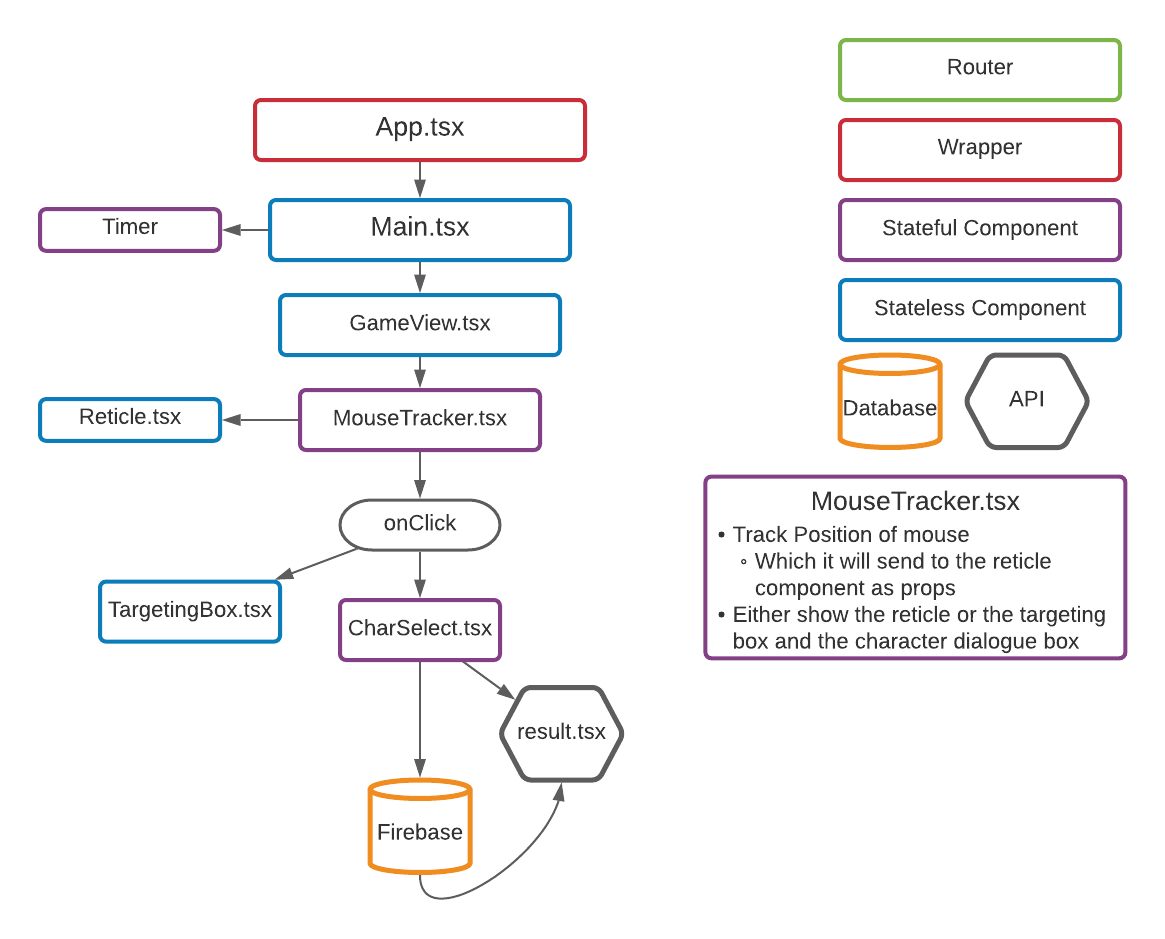 App.tsx
Main.tsx
Timer
GameView.tsx
MouseTracker.tsx
Reticle.tsx
onClick
TargetingBox.tsx
CharSelect.tsx
result.tsx
Firebase
Router
Wrapper
Stateful Component
Stateless Component
Database
API
MouseTracker.tsx
• Track Position of mouse
◦ Which it will send to the reticle
component as props
• Either show the reticle or the targeting
box and the character dialogue box